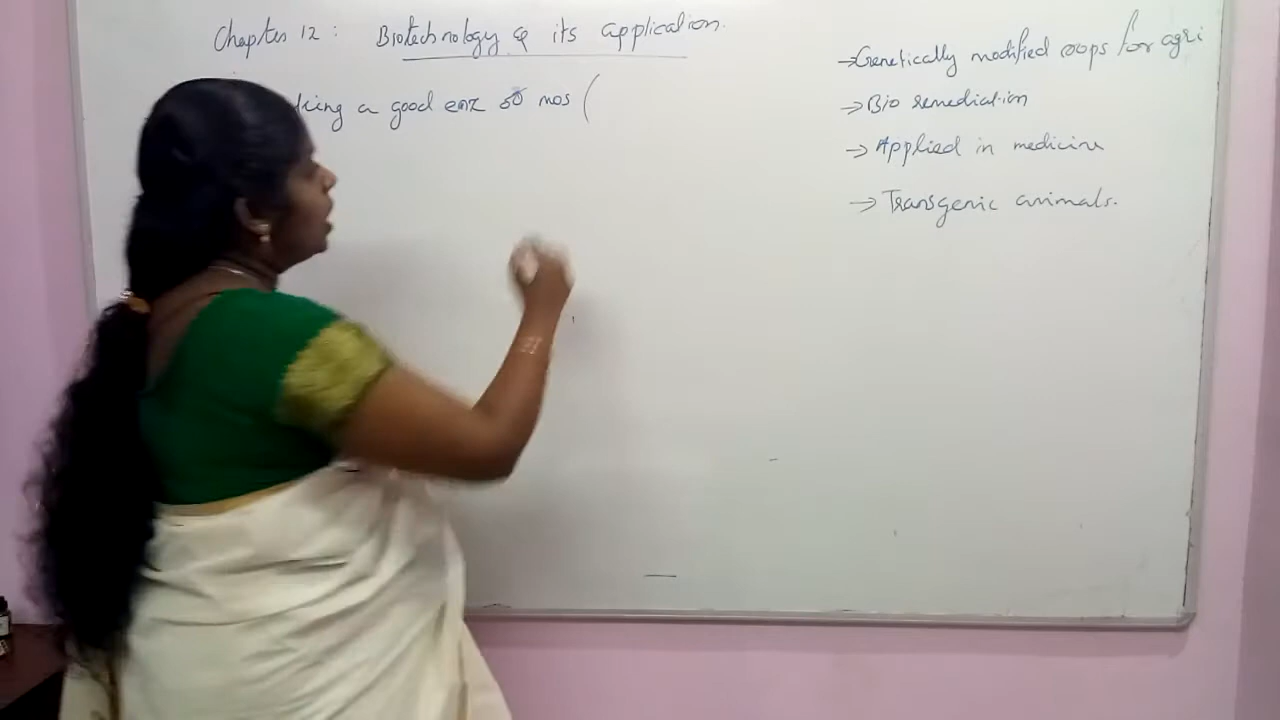 Chapter 12 : Biotechnology & its application.
a good enz or mos (
→Genetically modified crops for agri
→Bio remediation
→Applied in medicine
→Transgenic animals.